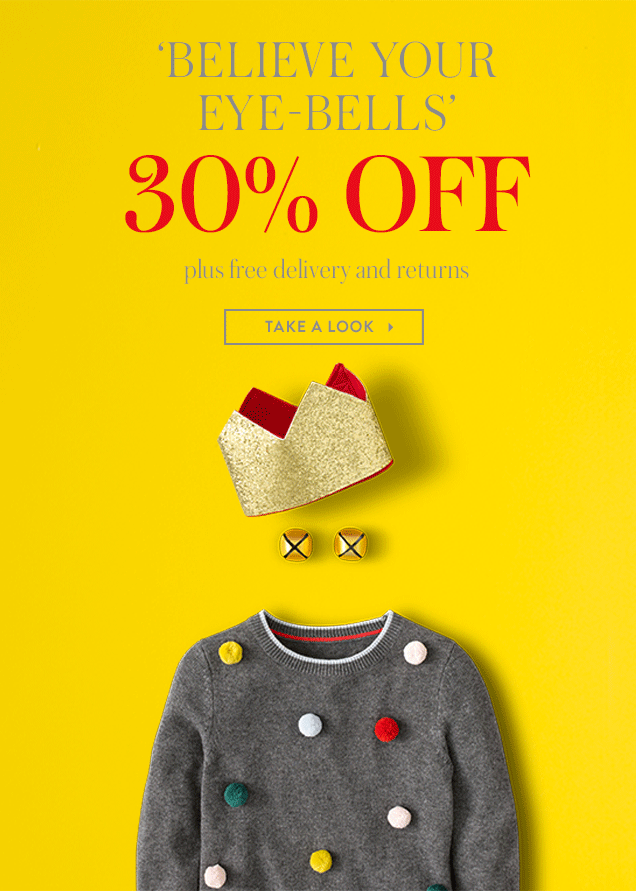 ‘BELIEVE YOUR
EYE-BELLS’
30% OFF
plus free delivery and returns
TAKE A LOOK